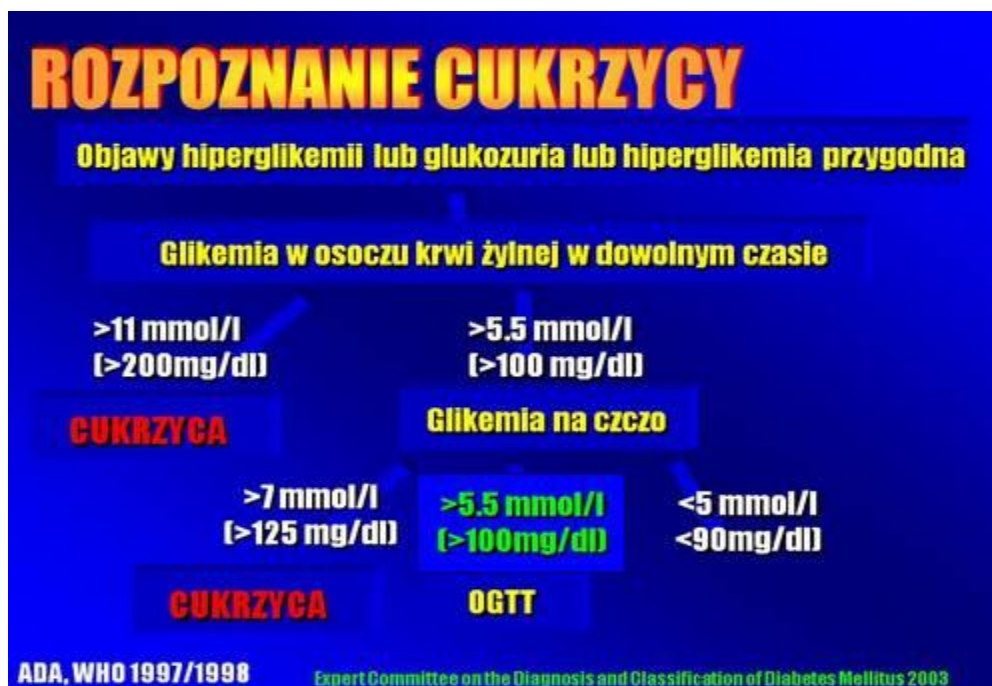 ROZPOZNANIE CUKRZYCY
Objawy hiperglikemii lub glukozuria lub hiperglikemia przygodna
Glikemia w osoczu krwi żylnej w dowolnym czasie
>11 mmol/l
(>200mg/dl)
>5.5 mmol/l
(>100 mg/dl)
CUKRZYCA
Glikemia na czczo
>7 mmol/l
(>125 mg/dl)
>5.5 mmol/l
(>100mg/dl)
<5 mmol/l
<90mg/dl)
CUKRZYCA
OGTT
ADA, WHO 1997/1998
Expert Committee on the Diagnosis and Classification of Diabetes Mellitus 2003